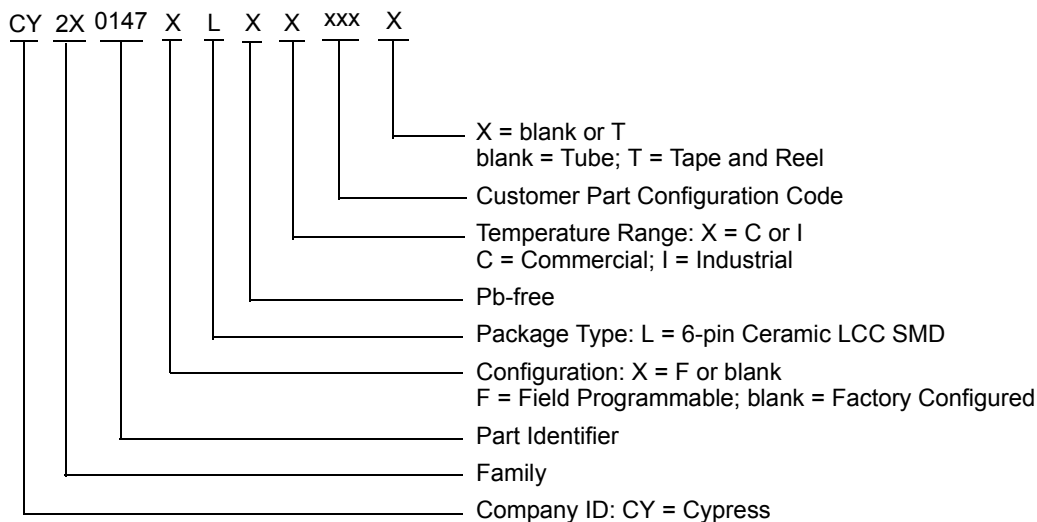 CY 2X 0147 X L X X xxx X
X = blank or T
blank = Tube; T = Tape and Reel
Customer Part Configuration Code
Temperature Range: X = C or I
C = Commercial; I = Industrial
Pb-free
Package Type: L = 6-pin Ceramic LCC SMD
Configuration: X = F or blank
F = Field Programmable; blank = Factory Configured
Part Identifier
Family
Company ID: CY = Cypress